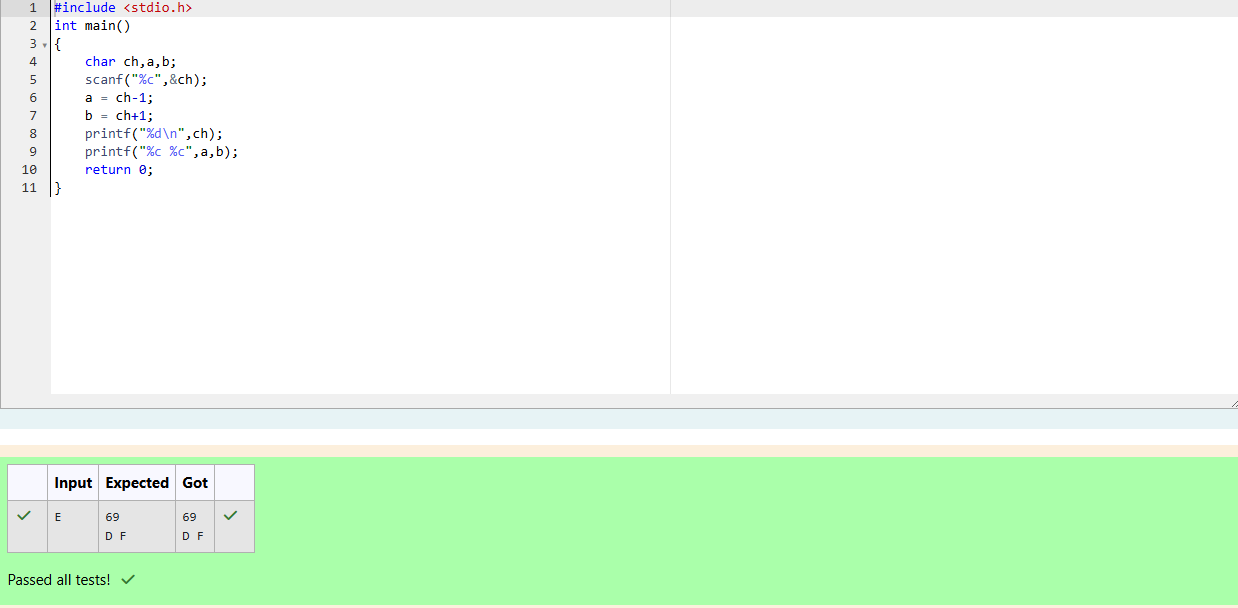 1 #include <stdio.h>
2 int main()
3 {
4     char ch,a,b;
5     scanf("%c",&ch);
6     a = ch-1;
7     b = ch+1;
8     printf("%d\n",ch);
9     printf("%c %c",a,b);
10     return 0;
11 }
Input Expected Got
E 69 69
D F D F
Passed all tests!